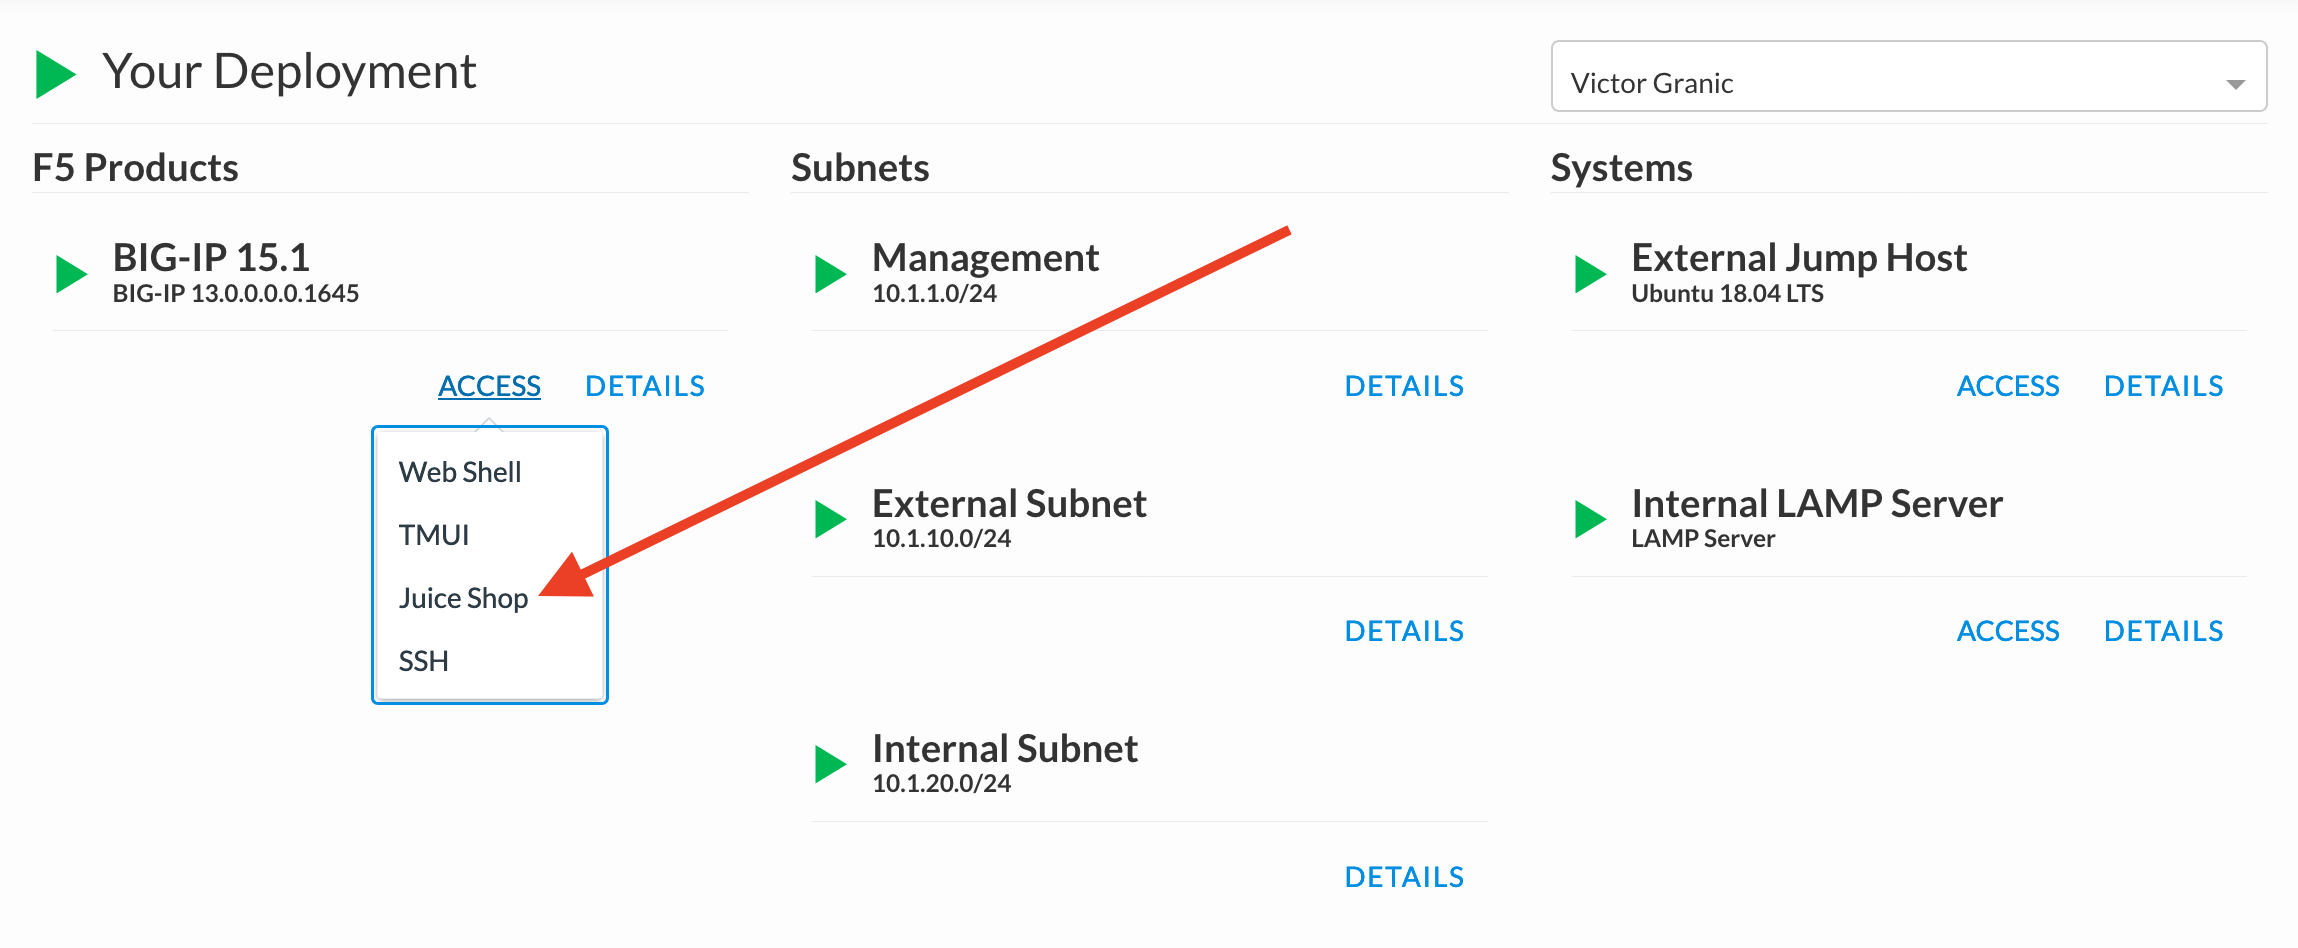 Your Deployment
Victor Granic
F5 Products
BIG-IP 15.1
BIG-IP 13.0.0.0.0.1645
ACCESS DETAILS
Web Shell
TMUI
Juice Shop
SSH
Subnets
Management
10.1.1.0/24
DETAILS
External Subnet
10.1.10.0/24
DETAILS
Internal Subnet
10.1.20.0/24
DETAILS
Systems
External Jump Host
Ubuntu 18.04 LTS
ACCESS DETAILS
Internal LAMP Server
LAMP Server
ACCESS DETAILS